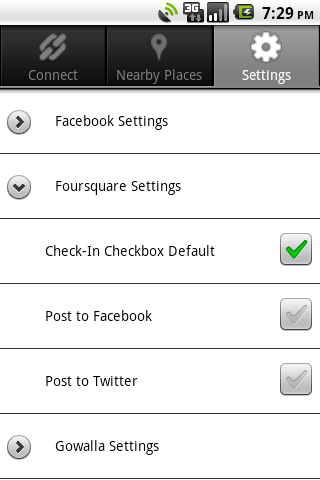 3G 7:29 PM
Connect Nearby Places Settings
Facebook Settings
Foursquare Settings
Check-In Checkbox Default
Post to Facebook
Post to Twitter
Gowalla Settings